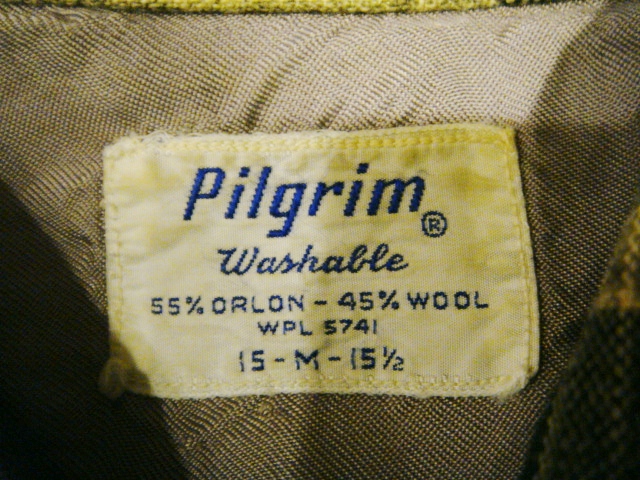 Pilgrim®
Washable
55% ORLON - 45% WOOL
WPL 5741
15 - M - 15½